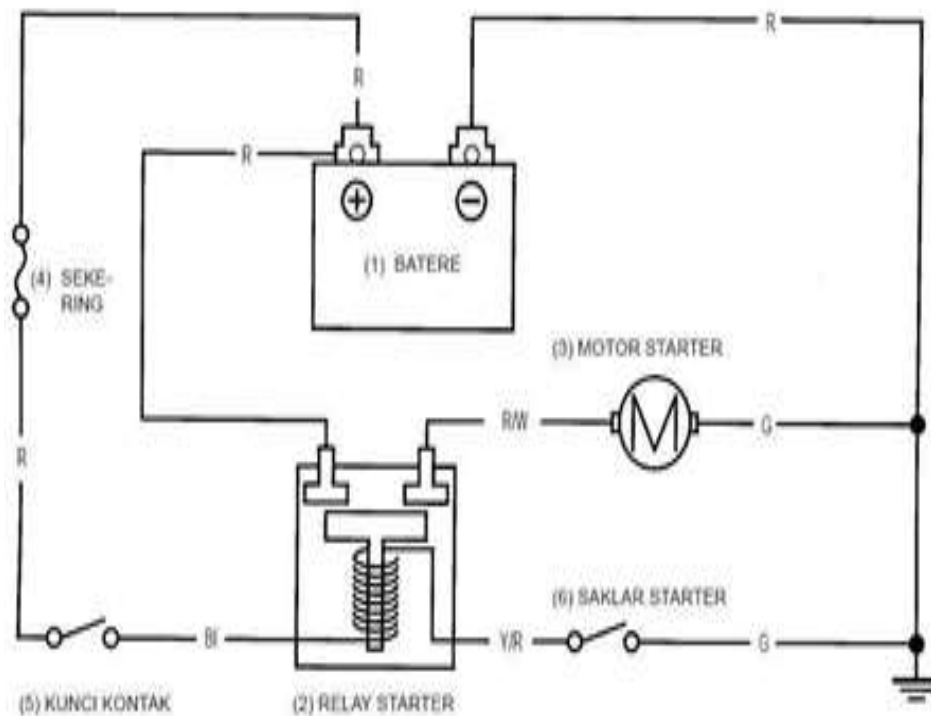 R
R
R
+
−
(1) BATERE
(4) SEKE-
RING
(3) MOTOR STARTER
R/W
M
G
R
(6) SAKLAR STARTER
Bl
Y/R
G
(5) KUNCI KONTAK
(2) RELAY STARTER